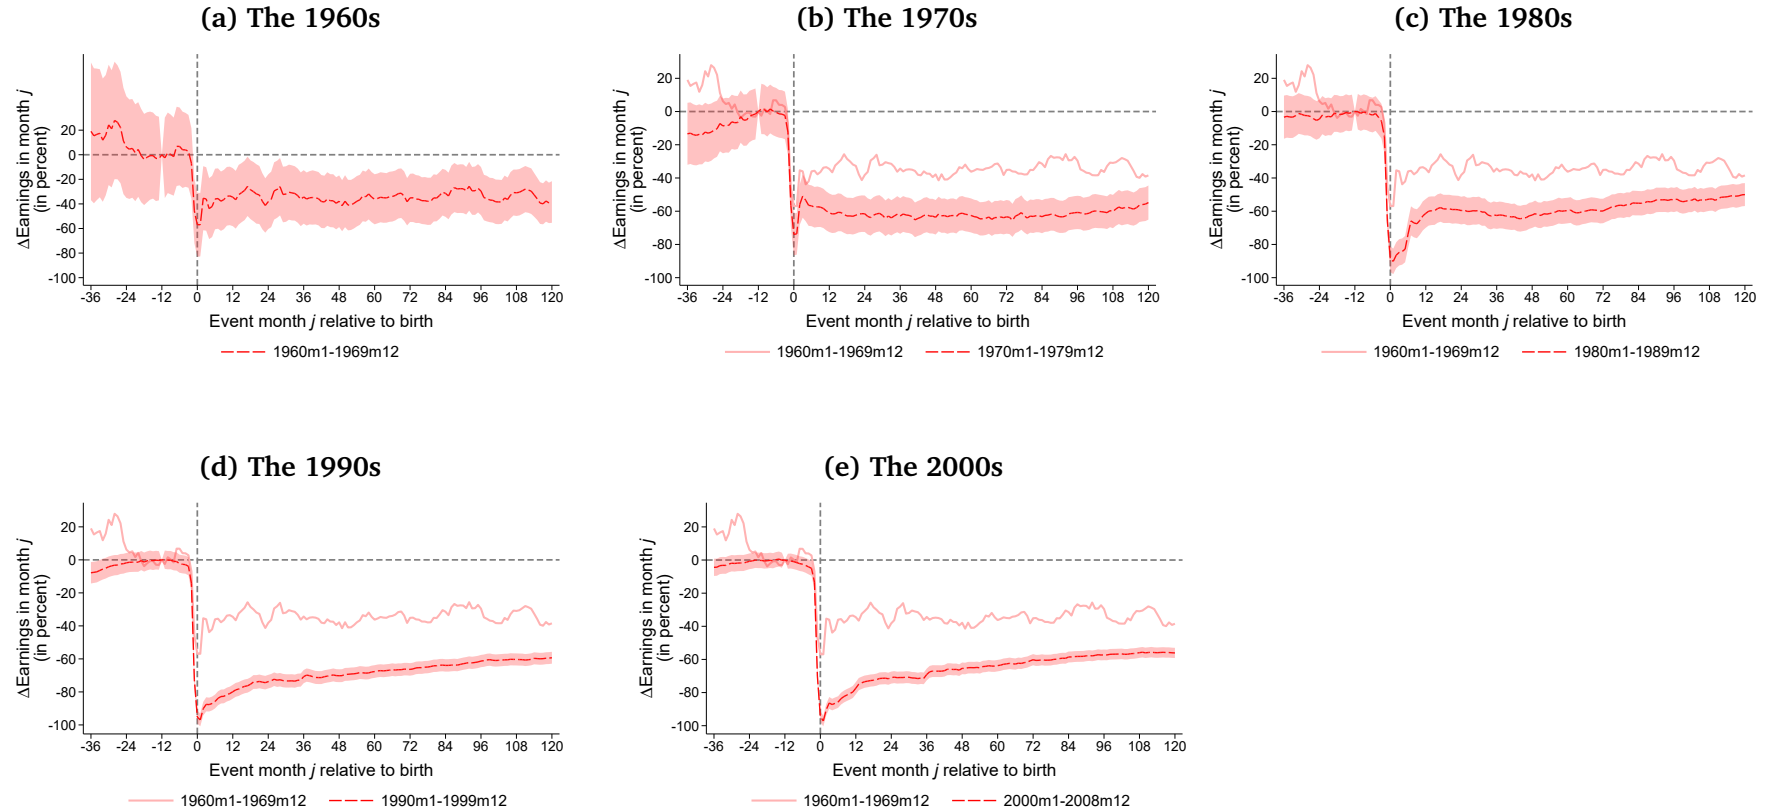 (a) The 1960s
ΔEarnings in month j
(in percent)
20
0
-20
-40
-60
-80
-100
-36 -24 -12 0 12 24 36 48 60 72 84 96 108 120
Event month j relative to birth
1960m1-1969m12
(b) The 1970s
ΔEarnings in month j
(in percent)
20
0
-20
-40
-60
-80
-100
-36 -24 -12 0 12 24 36 48 60 72 84 96 108 120
Event month j relative to birth
1960m1-1969m12 1970m1-1979m12
(c) The 1980s
ΔEarnings in month j
(in percent)
20
0
-20
-40
-60
-80
-100
-36 -24 -12 0 12 24 36 48 60 72 84 96 108 120
Event month j relative to birth
1960m1-1969m12 1980m1-1989m12
(d) The 1990s
ΔEarnings in month j
(in percent)
20
0
-20
-40
-60
-80
-100
-36 -24 -12 0 12 24 36 48 60 72 84 96 108 120
Event month j relative to birth
1960m1-1969m12 1990m1-1999m12
(e) The 2000s
ΔEarnings in month j
(in percent)
20
0
-20
-40
-60
-80
-100
-36 -24 -12 0 12 24 36 48 60 72 84 96 108 120
Event month j relative to birth
1960m1-1969m12 2000m1-2008m12